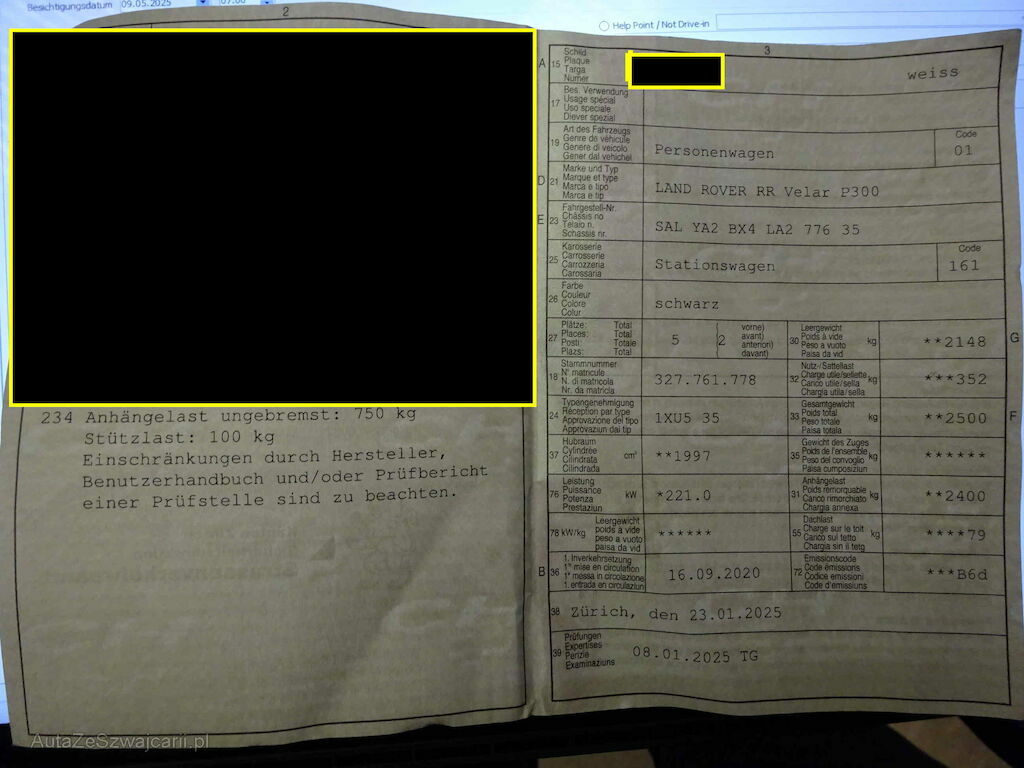 Besichtigungsdatum 09.05.2025 07:00
Help Point / Not Drive-in
2
3
A 15 Schild Plaque Targa Numer
weiss
17 Bes. Verwendung Usage spécial Uso speciale Diever spezial
19 Art des Fahrzeugs Genre de véhicule Genere di veicolo Gener dal vehichel
Personenwagen
Code 01
D 21 Marke und Typ Marque et type Marca e tipo Marca e tip
LAND ROVER RR Velar P300
E 23 Fahrgestell-Nr. Châssis no Telaio n. Schassis nr.
SAL YA2 BX4 LA2 776 35
25 Karosserie Carrosserie Carrozzeria Carossaria
Stationswagen
Code 161
26 Farbe Couleur Colore Colur
schwarz
27 Plätze: Total Places: Total Posti: Totale Plazs: Total
5 (2 vorne) avant) anteriori) davant)
30 Leergewicht Poids à vide Peso a vuoto Paisa da vid kg
**2148 G
18 Stammnummer N° matricule N. di matricola Nr. da matricla
327.761.778
32 Nutz-/Sattellast Charge utile/sellette Carico utile/sella Chargia utila/sella kg
***352
24 Typengenehmigung Réception par type Approvazione del tipo Approvaziun dal tip
1XU5 35
33 Gesamtgewicht Poids total Peso totale Paisa totala kg
**2500 F
37 Hubraum Cylindrée Cilindrata Cilindrada cm³
**1997
35 Gewicht des Zuges Poids de l'ensemble Peso del convoglio Paisa cumposiziun kg
******
76 Leistung Puissance Potenza Prestaziun kW
*221.0
31 Anhängelast Poids remorquable Carico rimorchiato Chargia annexa kg
**2400
78 kW/kg Leergewicht poids à vide peso a vuoto paisa da vid
******
55 Dachlast Charge sur le toit Carico sul tetto Chargia sin il tetg kg
****79
B 36 1. Inverkehrsetzung 1re mise en circulation 1a messa in circolazione 1. entrada en circulaziun
16.09.2020
72 Emissionscode Code émissions Codice emissioni Code d'emissiuns
***B6d
38 Zürich, den 23.01.2025
39 Prüfungen Expertises Perizie Examinaziuns
08.01.2025 TG
234 Anhängelast ungebremst: 750 kg
Stützlast: 100 kg
Einschränkungen durch Hersteller,
Benutzerhandbuch und/oder Prüfbericht
einer Prüfstelle sind zu beachten.
AutaZeSzwajcarii.pl